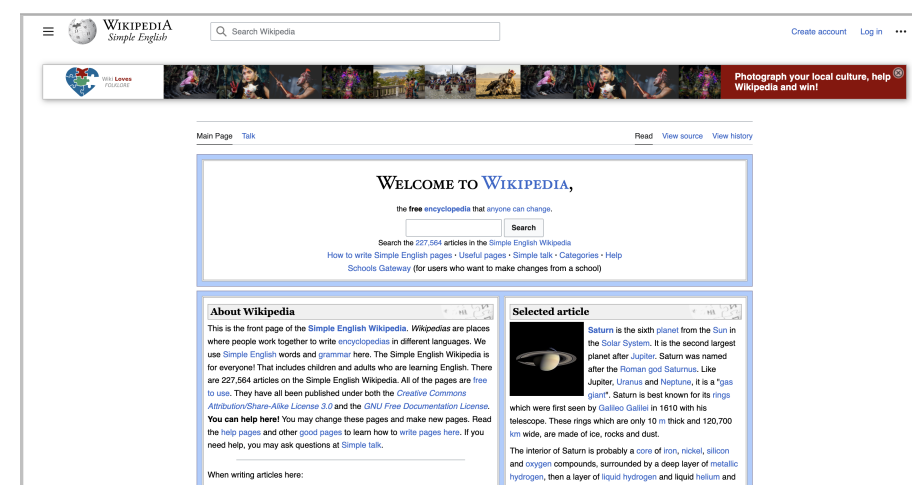 WIKIPEDIA
Simple English
Search Wikipedia
Create account Log in
Wiki Loves
FOLKLORE
Photograph your local culture, help
Wikipedia and win!
Main Page Talk
Read View source View history
WELCOME TO WIKIPEDIA,
the free encyclopedia that anyone can change.
Search
Search the 227,564 articles in the Simple English Wikipedia
How to write Simple English pages • Useful pages • Simple talk • Categories • Help
Schools Gateway (for users who want to make changes from a school)
About Wikipedia
This is the front page of the Simple English Wikipedia. Wikipedias are places
where people work together to write encyclopedias in different languages. We
use Simple English words and grammar here. The Simple English Wikipedia is
for everyone! That includes children and adults who are learning English. There
are 227,564 articles on the Simple English Wikipedia. All of the pages are free
to use. They have all been published under both the Creative Commons
Attribution/Share-Alike License 3.0 and the GNU Free Documentation License.
You can help here! You may change these pages and make new pages. Read
the help pages and other good pages to learn how to write pages here. If you
need help, you may ask questions at Simple talk.
When writing articles here:
Selected article
Saturn is the sixth planet from the Sun in
the Solar System. It is the second largest
planet after Jupiter. Saturn was named
after the Roman god Saturnus. Like
Jupiter, Uranus and Neptune, it is a "gas
giant". Saturn is best known for its rings
which were first seen by Galileo Galilei in 1610 with his
telescope. These rings which are only 10 m thick and 120,700
km wide, are made of ice, rocks and dust.
The interior of Saturn is probably a core of iron, nickel, silicon
and oxygen compounds, surrounded by a deep layer of metallic
hydrogen, then a layer of liquid hydrogen and liquid helium and